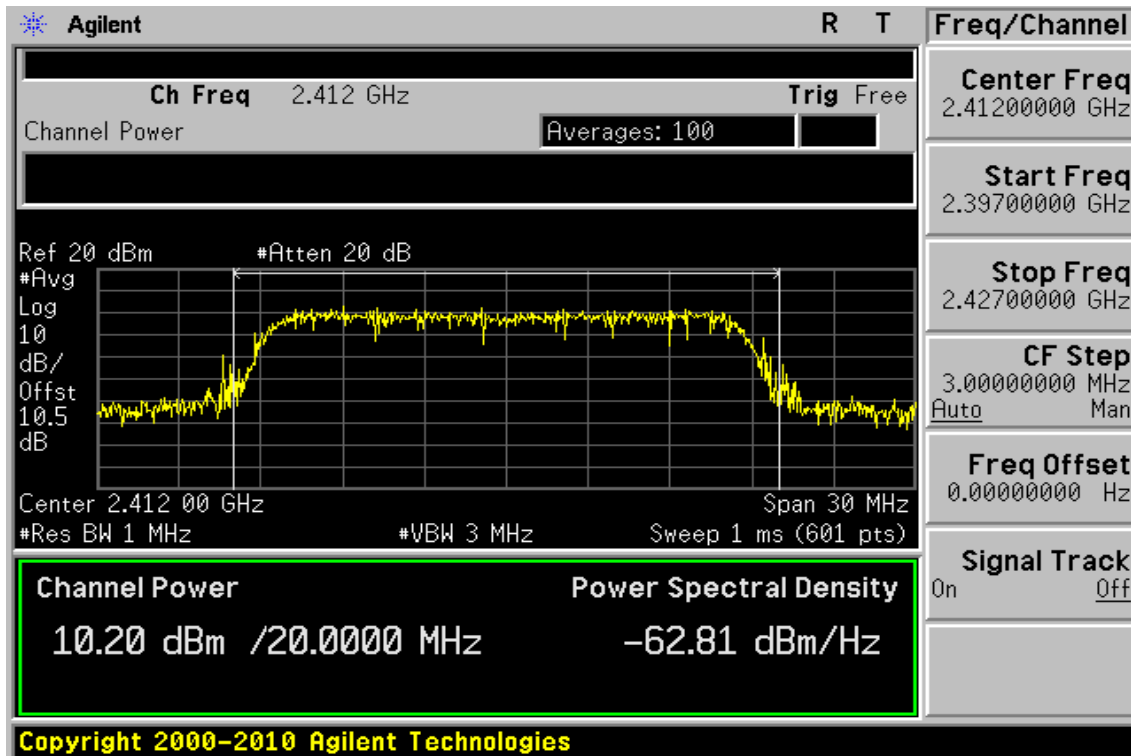 Agilent
R T
Freq/Channel
Ch Freq 2.412 GHz
Trig Free
Channel Power
Averages: 100
Center Freq
2.41200000 GHz
Start Freq
2.39700000 GHz
Stop Freq
2.42700000 GHz
CF Step
3.00000000 MHz
Auto Man
Freq Offset
0.00000000 Hz
Signal Track
On Off
Ref 20 dBm
#Atten 20 dB
#Avg
Log
10
dB/
Offst
10.5
dB
Center 2.412 00 GHz
Span 30 MHz
#Res BW 1 MHz
#VBW 3 MHz
Sweep 1 ms (601 pts)
Channel Power
Power Spectral Density
10.20 dBm /20.0000 MHz
-62.81 dBm/Hz
Copyright 2000-2010 Agilent Technologies